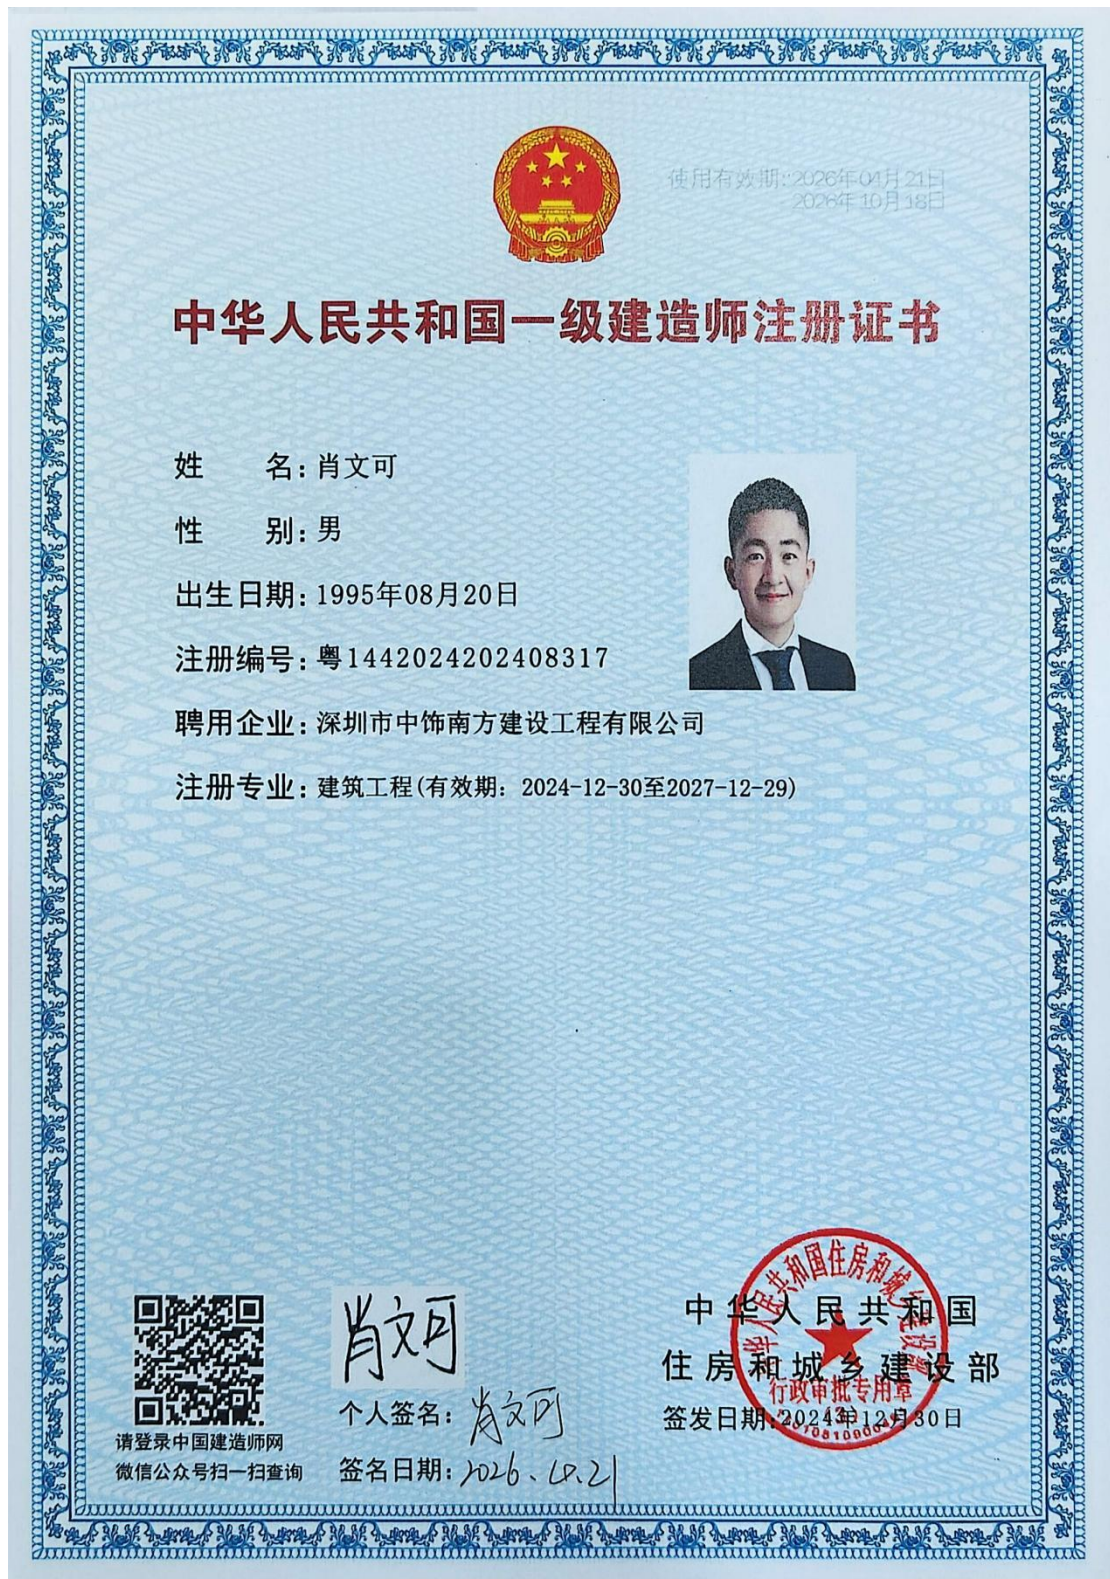 使用有效期:2026年04月21日
2026年10月18日
中华人民共和国一级建造师注册证书
姓 名:肖文可
性 别:男
出生日期:1995年08月20日
注册编号:粤1442024202408317
聘用企业:深圳市中饰南方建设工程有限公司
注册专业:建筑工程(有效期: 2024-12-30至2027-12-29)
肖文可
个人签名:肖文可
签名日期:2026.4.21
请登录中国建造师网
微信公众号扫一扫查询
中华人民共和国
住房和城乡建设部
签发日期:2024年12月30日
中华人民共和国住房和城乡建设部
行政审批专用章